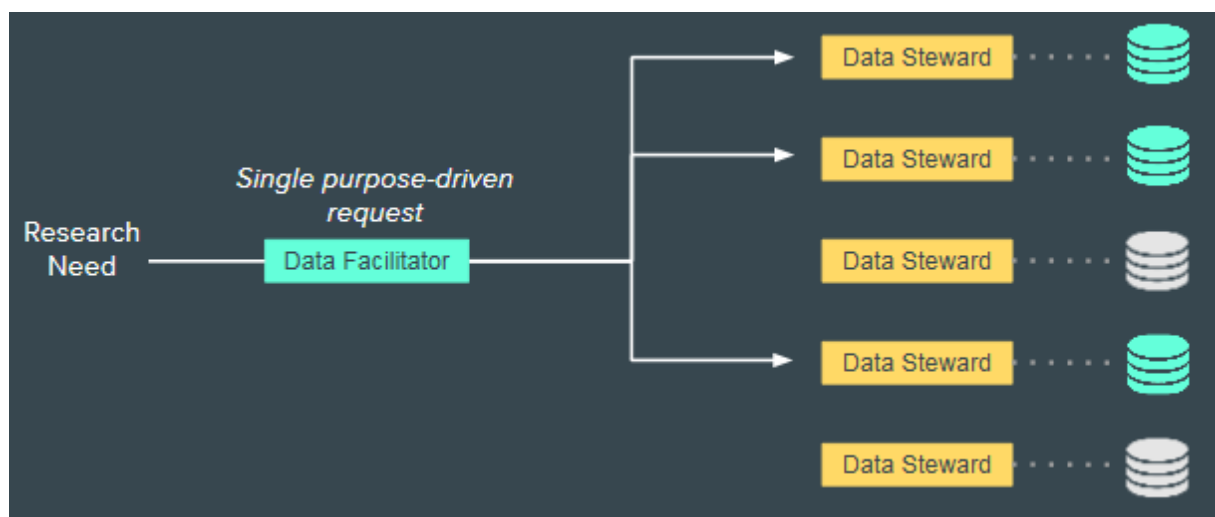 Research
Need
Single purpose-driven
request
Data Facilitator
Data Steward
Data Steward
Data Steward
Data Steward
Data Steward